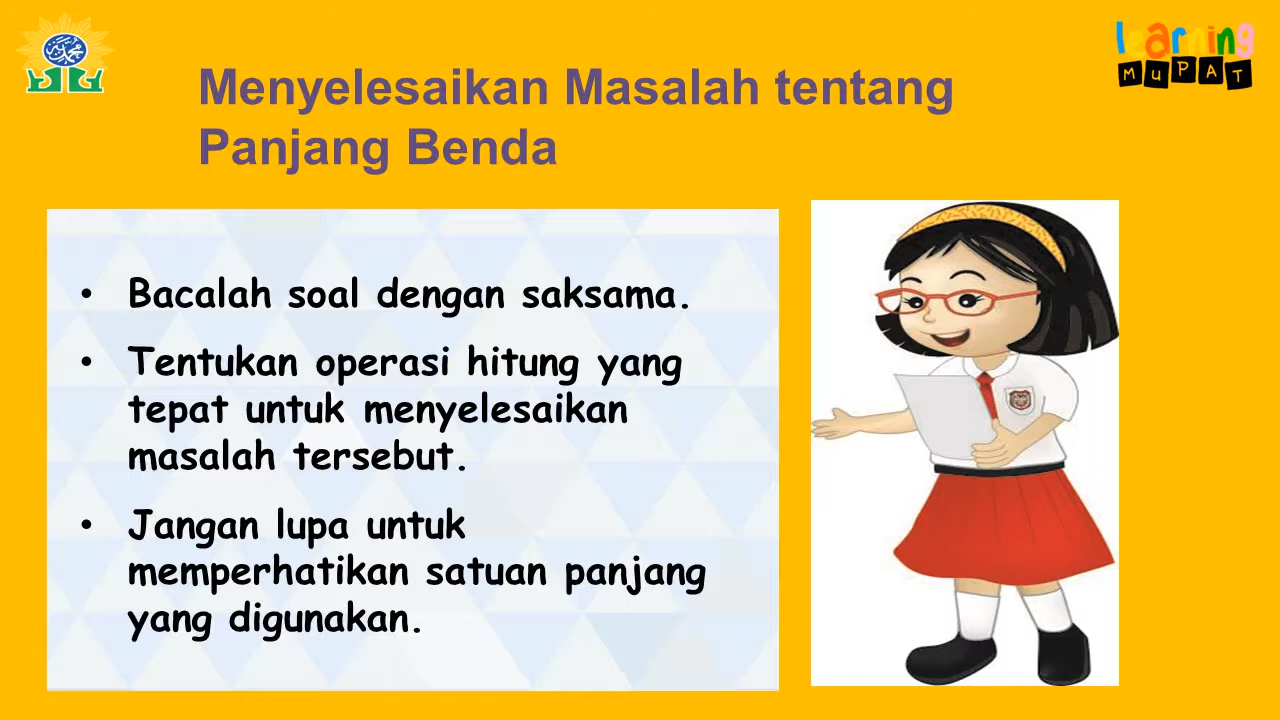 learning
MUPAT
Menyelesaikan Masalah tentang
Panjang Benda
• Bacalah soal dengan saksama.
• Tentukan operasi hitung yang
tepat untuk menyelesaikan
masalah tersebut.
• Jangan lupa untuk
memperhatikan satuan panjang
yang digunakan.